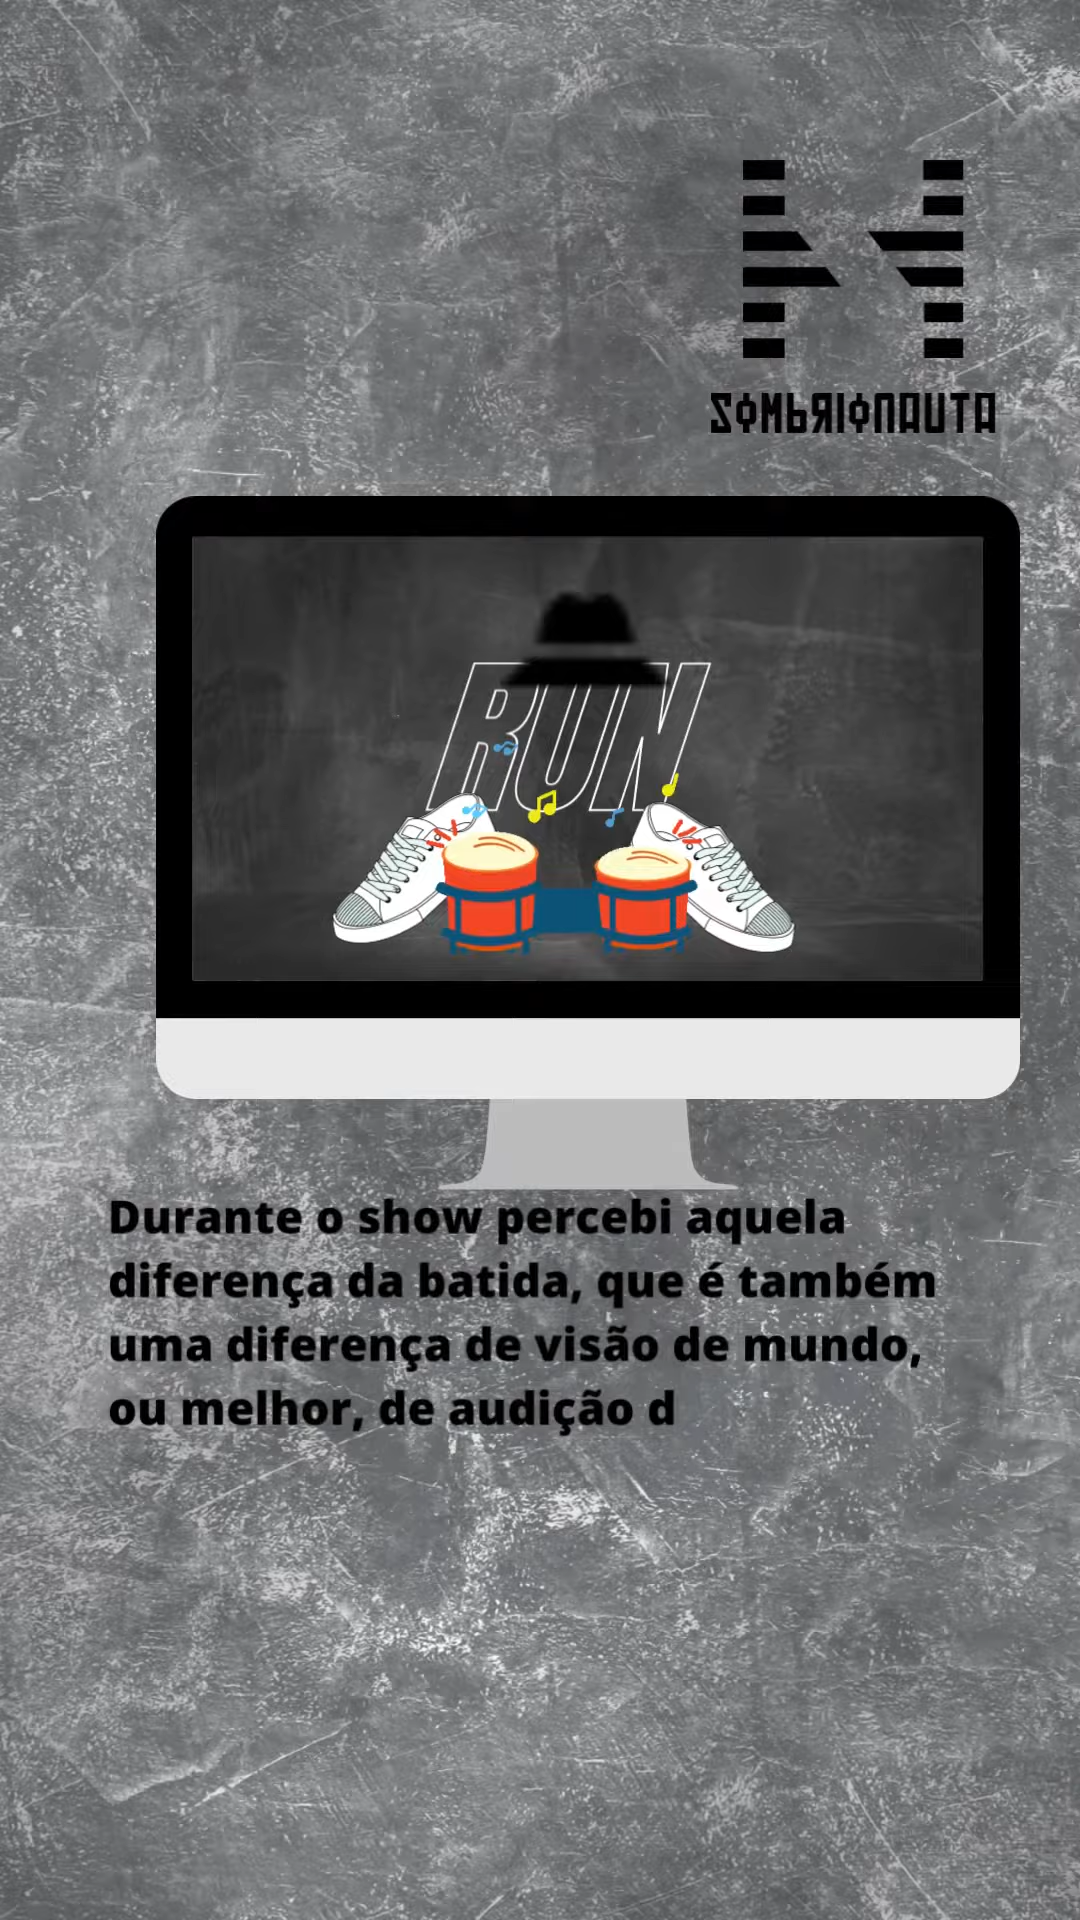 SOMBRIONAUTA
RUN
Durante o show percebi aquela
diferença da batida, que é também
uma diferença de visão de mundo,
ou melhor, de audição d